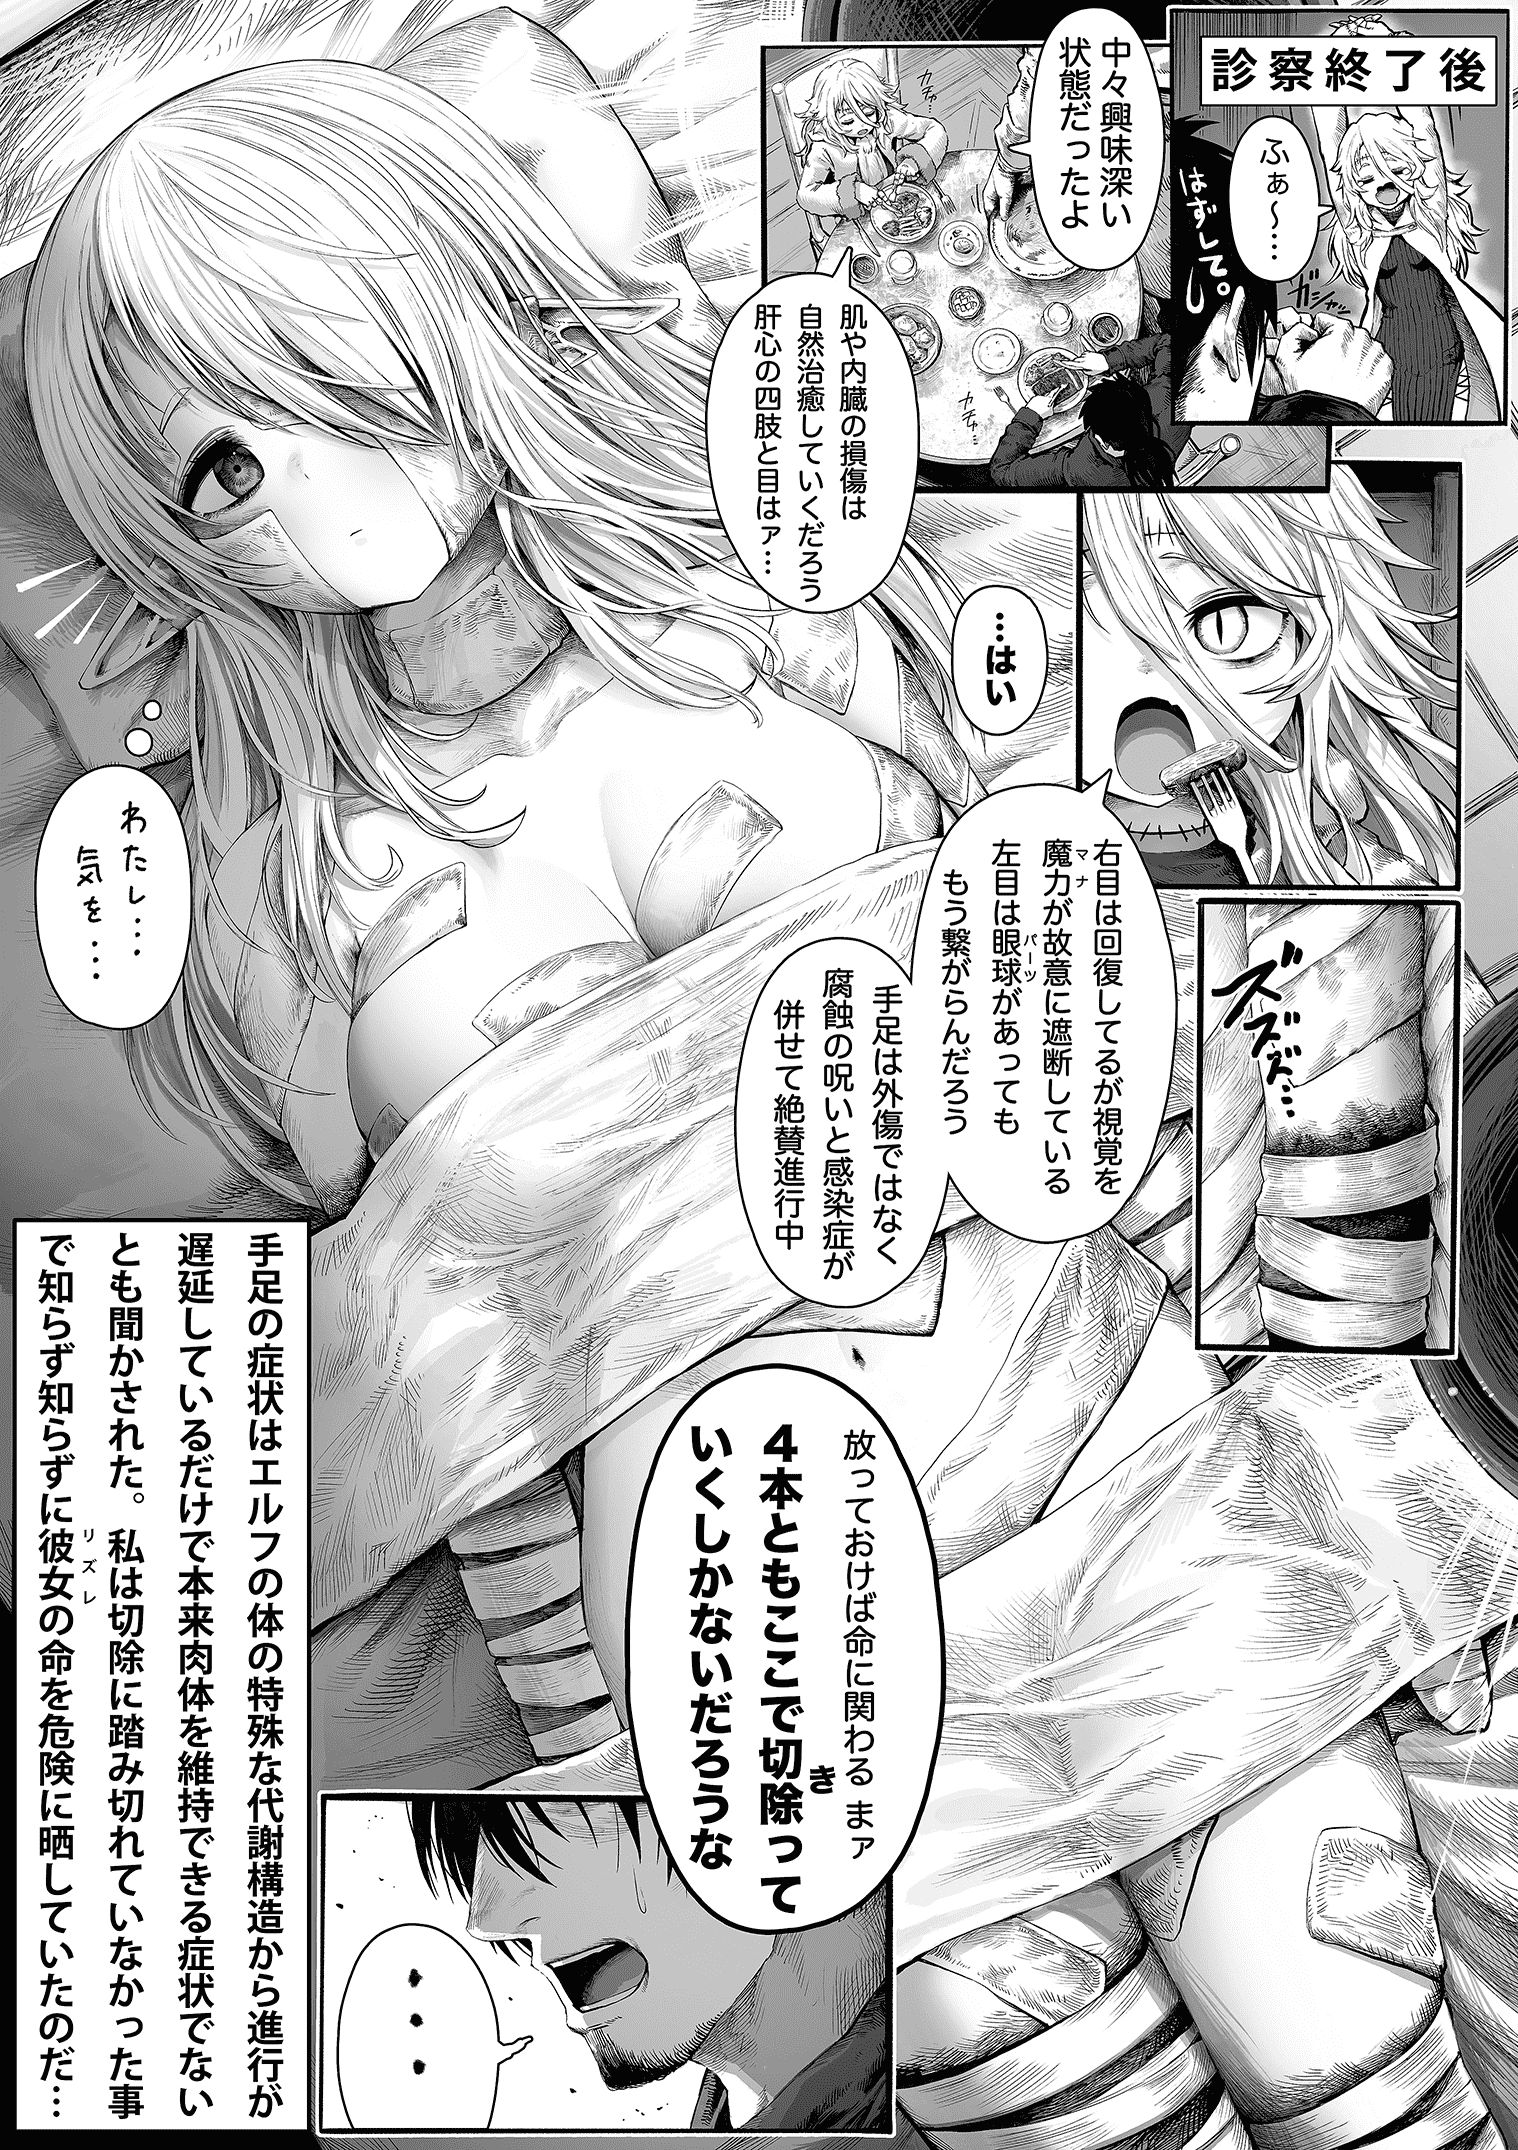 診察終了後
ふぁ〜…
はずして。
ガシャッ
中々興味深い
状態だったよ
カチャ…
カチャ…
肌や内臓の損傷は
自然治癒していくだろう
肝心の四肢と目はァ…
…はい
右目は回復してるが視覚を
魔力が故意に遮断している
マナ
左目は眼球があっても
パーツ
もう繋がらんだろう
手足は外傷ではなく
腐蝕の呪いと感染症が
併せて絶賛進行中
ズズズ…
わたし…
気を…
放っておけば命に関わる まァ
4本ともここで切除って
き
いくしかないだろうな
・・・
手足の症状はエルフの体の特殊な代謝構造から進行が
遅延しているだけで本来肉体を維持できる症状でない
とも聞かされた。私は切除に踏み切れていなかった事
で知らず知らずに彼女の命を危険に晒していたのだ…
リズレ